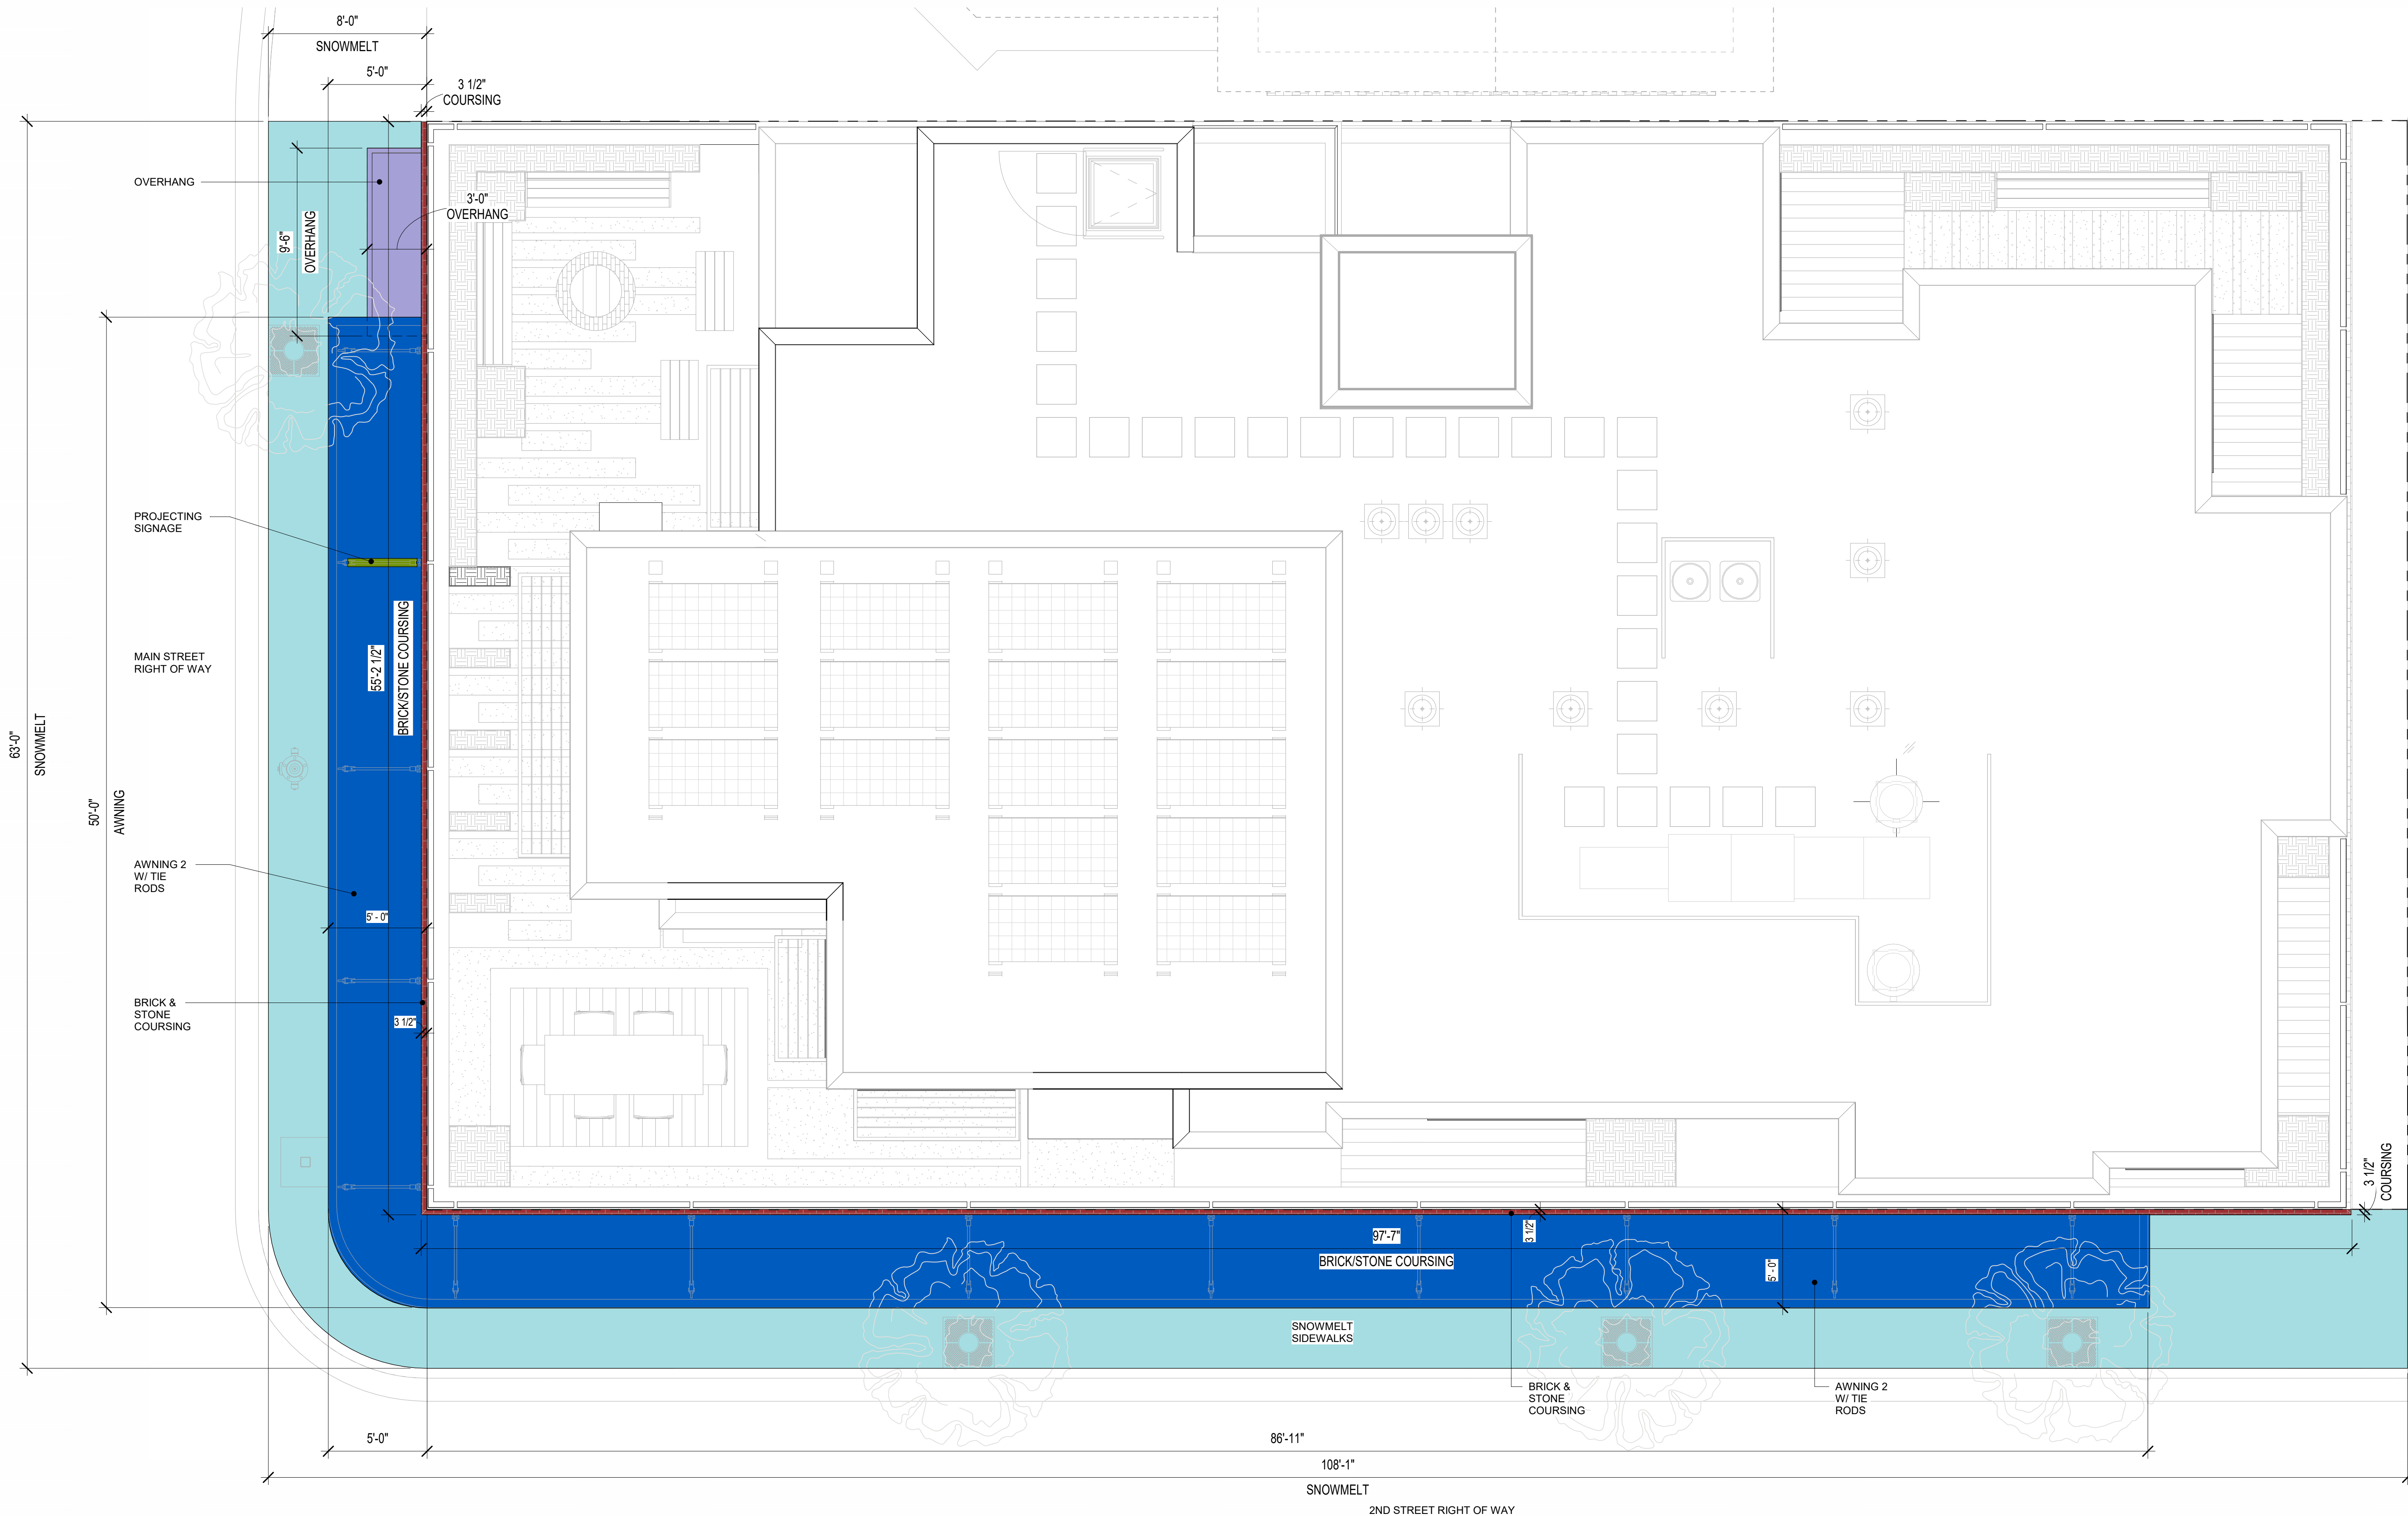 8'-0"
SNOWMELT
5'-0"
3 1/2"
COURSING
OVERHANG
9'-6"
OVERHANG
3'-0"
OVERHANG
PROJECTING
SIGNAGE
55'-2 1/2"
BRICK/STONE COURSING
MAIN STREET
RIGHT OF WAY
63'-0"
SNOWMELT
50'-0"
AWNING
AWNING 2
W/ TIE
RODS
5' - 0"
BRICK &
STONE
COURSING
3 1/2"
3 1/2"
COURSING
97'-7"
BRICK/STONE COURSING
3 1/2"
5' - 0"
SNOWMELT
SIDEWALKS
BRICK &
STONE
COURSING
AWNING 2
W/ TIE
RODS
5'-0"
86'-11"
108'-1"
SNOWMELT
2ND STREET RIGHT OF WAY